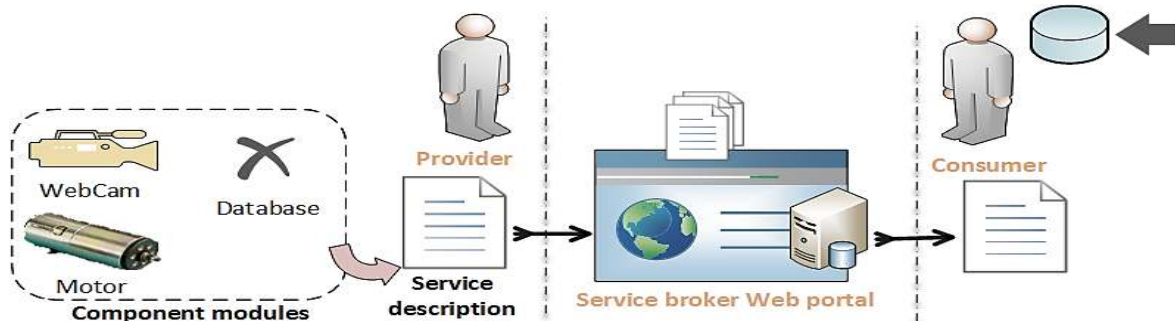 Provider
Consumer
WebCam
Database
Motor
Service
description
Service broker Web portal
Component modules